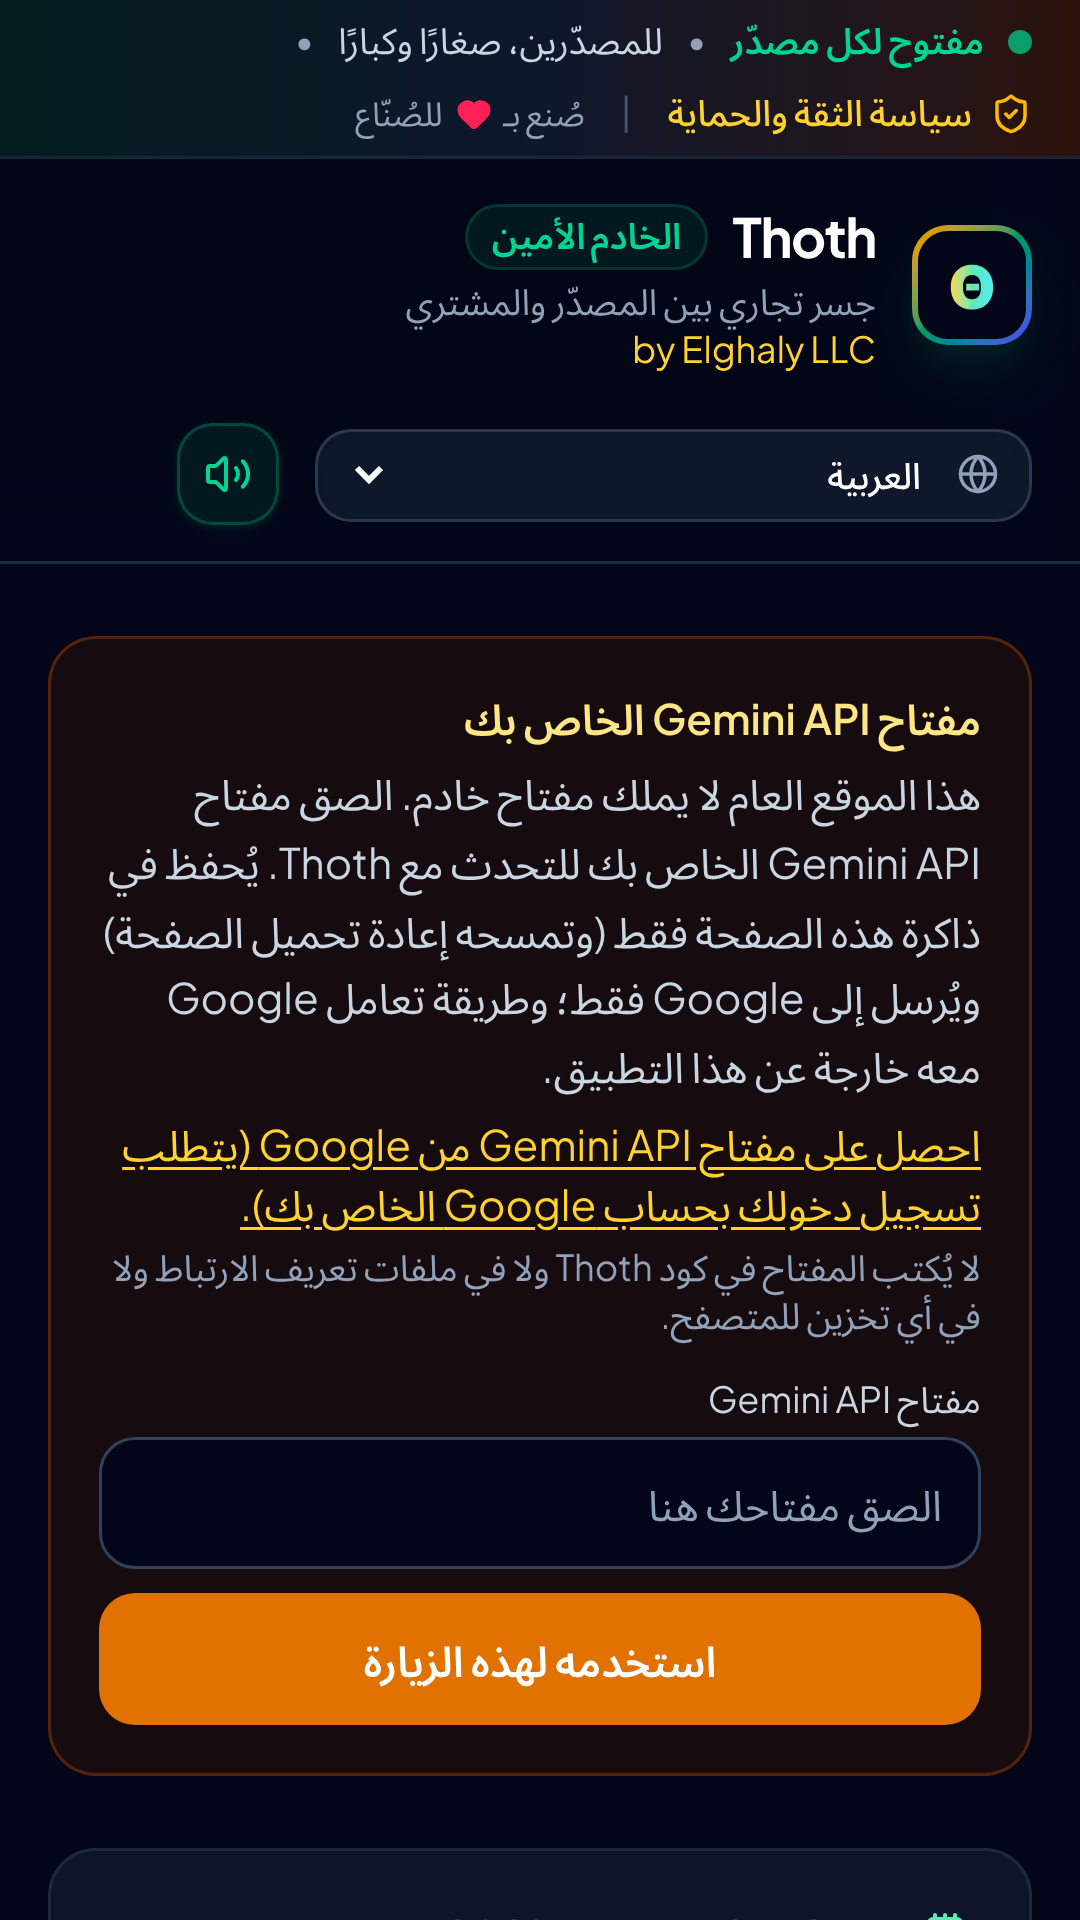 مفتوح لكل مصدّر • للمصدّرين، صغارًا وكبارًا •
سياسة الثقة والحماية | صُنع بـ ❤ للصُنّاع
Thoth الخادم الأمين
جسر تجاري بين المصدّر والمشتري
by Elghaly LLC
العربية
مفتاح Gemini API الخاص بك
هذا الموقع العام لا يملك مفتاح خادم. الصق مفتاح
Gemini API الخاص بك للتحدث مع Thoth. يُحفظ في
ذاكرة هذه الصفحة فقط (وتمسحه إعادة تحميل الصفحة)
ويُرسل إلى Google فقط؛ وطريقة تعامل Google
معه خارجة عن هذا التطبيق.
احصل على مفتاح Gemini API من Google (يتطلب
تسجيل دخولك بحساب Google الخاص بك).
لا يُكتب المفتاح في كود Thoth ولا في ملفات تعريف الارتباط ولا
في أي تخزين للمتصفح.
مفتاح Gemini API
الصق مفتاحك هنا
استخدمه لهذه الزيارة